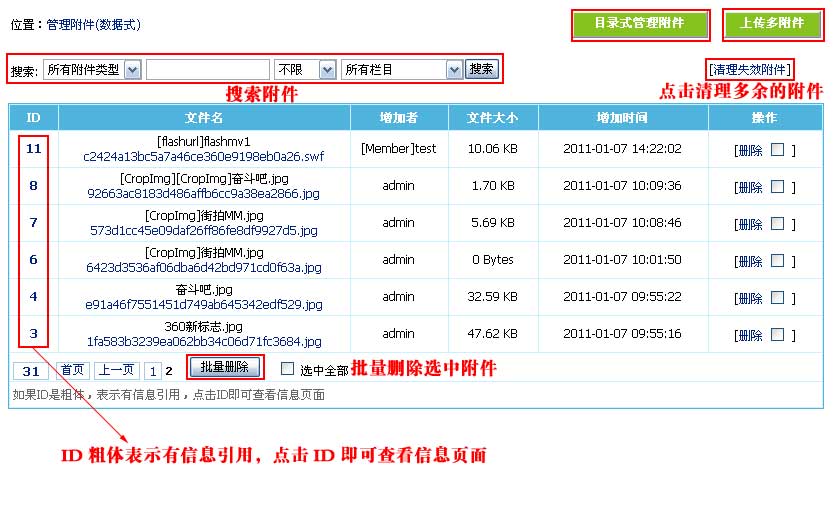 位置：管理附件(数据式)
目录式管理附件 上传多附件
搜索: 所有附件类型 不限 所有栏目 搜索 [清理失效附件]
搜索附件 点击清理多余的附件
ID 文件名 增加者 文件大小 增加时间 操作
[flashurl]flashmv1
11 c2424a13bc5a7a46ce360e9198eb0a26.swf [Member]test 10.06 KB 2011-01-07 14:22:02 [删除 ]
[CropImg][CropImg]奋斗吧.jpg
8 92663ac8183d486affb6cc9a38ea2866.jpg admin 1.70 KB 2011-01-07 10:09:36 [删除 ]
[CropImg]街拍MM.jpg
7 573d1cc45e09daf26ff86fe8df9927d5.jpg admin 5.69 KB 2011-01-07 10:08:46 [删除 ]
[CropImg]街拍MM.jpg
6 6423d3536af06dba6d42bd971cd0f63a.jpg admin 0 Bytes 2011-01-07 10:01:50 [删除 ]
奋斗吧.jpg
4 e91a46f7551451d749ab645342edf529.jpg admin 32.59 KB 2011-01-07 09:55:22 [删除 ]
360新标志.jpg
3 1fa583b3239ea062bb34c06d71fc3684.jpg admin 47.62 KB 2011-01-07 09:55:16 [删除 ]
31 首页 上一页 1 2 批量删除 选中全部 批量删除选中附件
如果ID是粗体，表示有信息引用，点击ID即可查看信息页面
ID 粗体表示有信息引用，点击 ID 即可查看信息页面